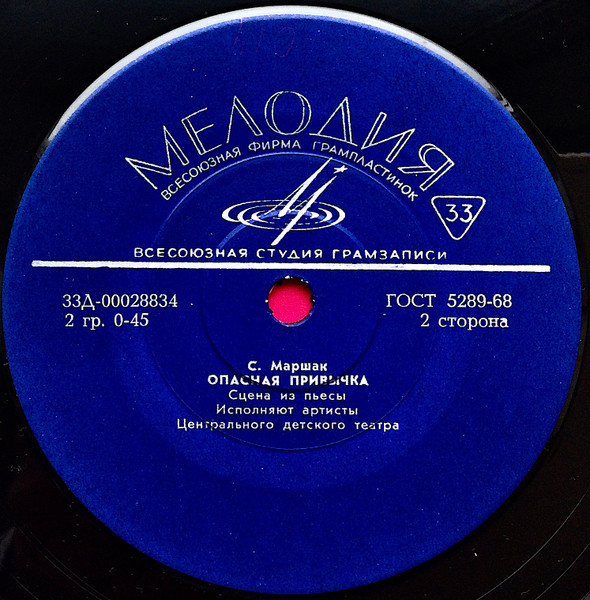 МЕЛОДИЯ
ВСЕСОЮЗНАЯ ФИРМА ГРАМПЛАСТИНОК
33
ВСЕСОЮЗНАЯ СТУДИЯ ГРАМЗАПИСИ
33Д-00028834
ГОСТ 5289-68
2 гр. 0-45
2 сторона
С. Маршак
ОПАСНАЯ ПРИВЫЧКА
Сцена из пьесы
Исполняют артисты
Центрального детского театра